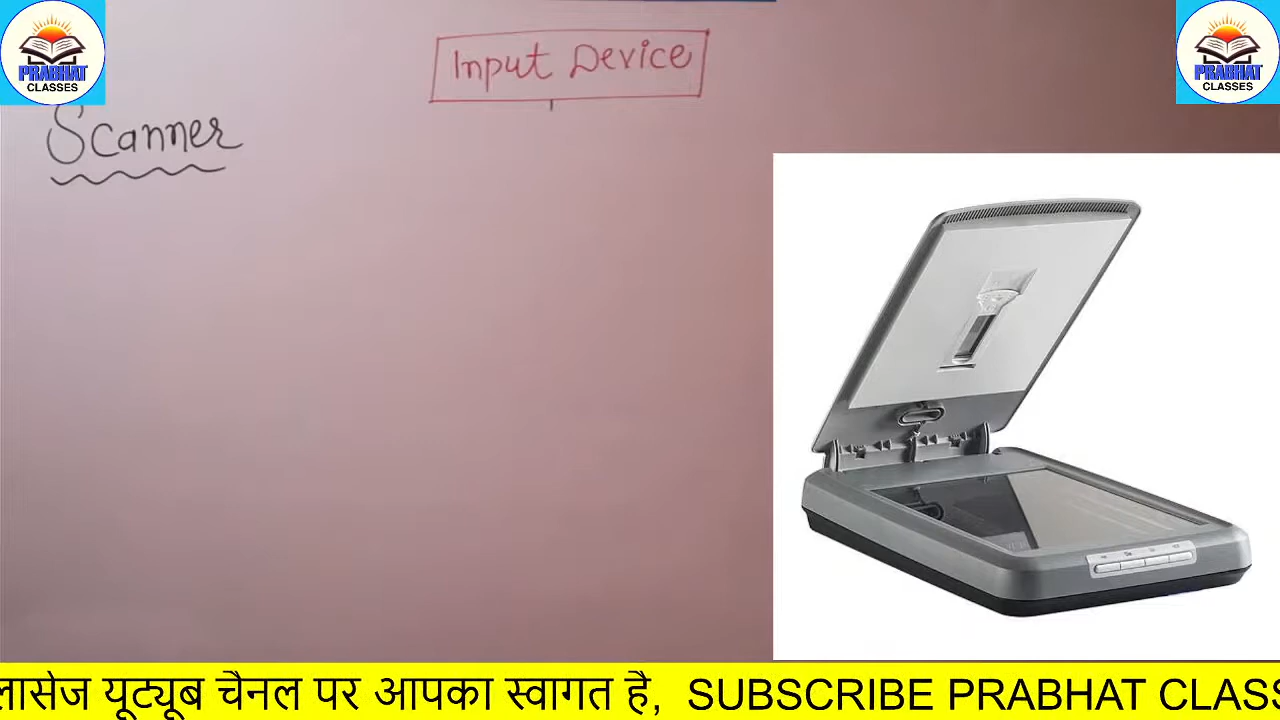 PRABHAT
CLASSES
Input Device
PRABHAT
CLASSES
Scanner
लासेज यूट्यूब चैनल पर आपका स्वागत है, SUBSCRIBE PRABHAT CLASS